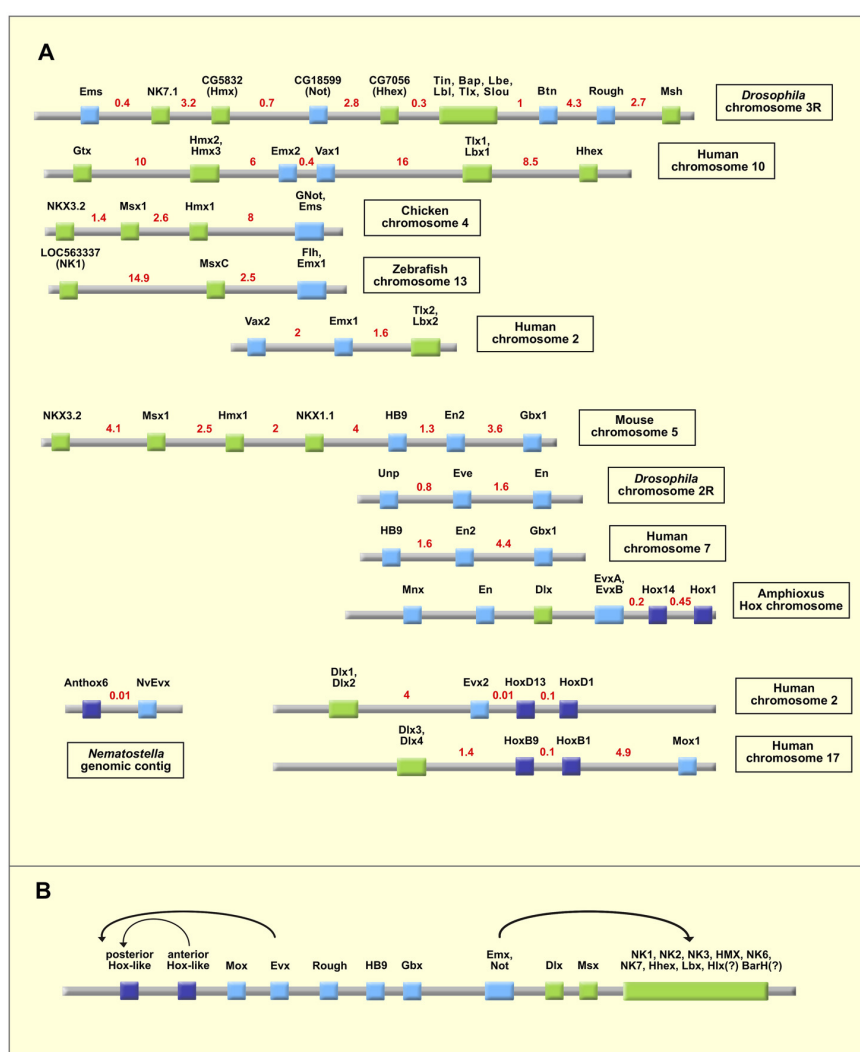 A
Ems
0.4
NK7.1
3.2
CG5832
(Hmx)
0.7
CG18599
(Not)
2.8
CG7056
(Hhex)
0.3
Tin, Bap, Lbe,
Lbl, Tlx, Slou
1
Btn
4.3
Rough
2.7
Msh
Drosophila
chromosome 3R
Gtx
10
Hmx2,
Hmx3
6
Emx2
0.4
Vax1
16
Tlx1,
Lbx1
8.5
Hhex
Human
chromosome 10
NKX3.2
1.4
Msx1
2.6
Hmx1
8
GNot,
Ems
Chicken
chromosome 4
LOC563337
(NK1)
14.9
MsxC
2.5
Flh,
Emx1
Zebrafish
chromosome 13
Vax2
2
Emx1
1.6
Tlx2,
Lbx2
Human
chromosome 2
NKX3.2
4.1
Msx1
2.5
Hmx1
2
NKX1.1
4
HB9
1.3
En2
3.6
Gbx1
Mouse
chromosome 5
Unp
0.8
Eve
1.6
En
Drosophila
chromosome 2R
HB9
1.6
En2
4.4
Gbx1
Human
chromosome 7
Mnx
En
Dlx
EvxA,
EvxB
0.2
Hox14
0.45
Hox1
Amphioxus
Hox chromosome
Anthox6
0.01
NvEvx
Nematostella
genomic contig
Dlx1,
Dlx2
4
Evx2
0.01
HoxD13
0.1
HoxD1
Human
chromosome 2
Dlx3,
Dlx4
1.4
HoxB9
0.1
HoxB1
4.9
Mox1
Human
chromosome 17
B
posterior
Hox-like
anterior
Hox-like
Mox
Evx
Rough
HB9
Gbx
Emx,
Not
Dlx
Msx
NK1, NK2, NK3, HMX, NK6,
NK7, Hhex, Lbx, Hlx(?) BarH(?)